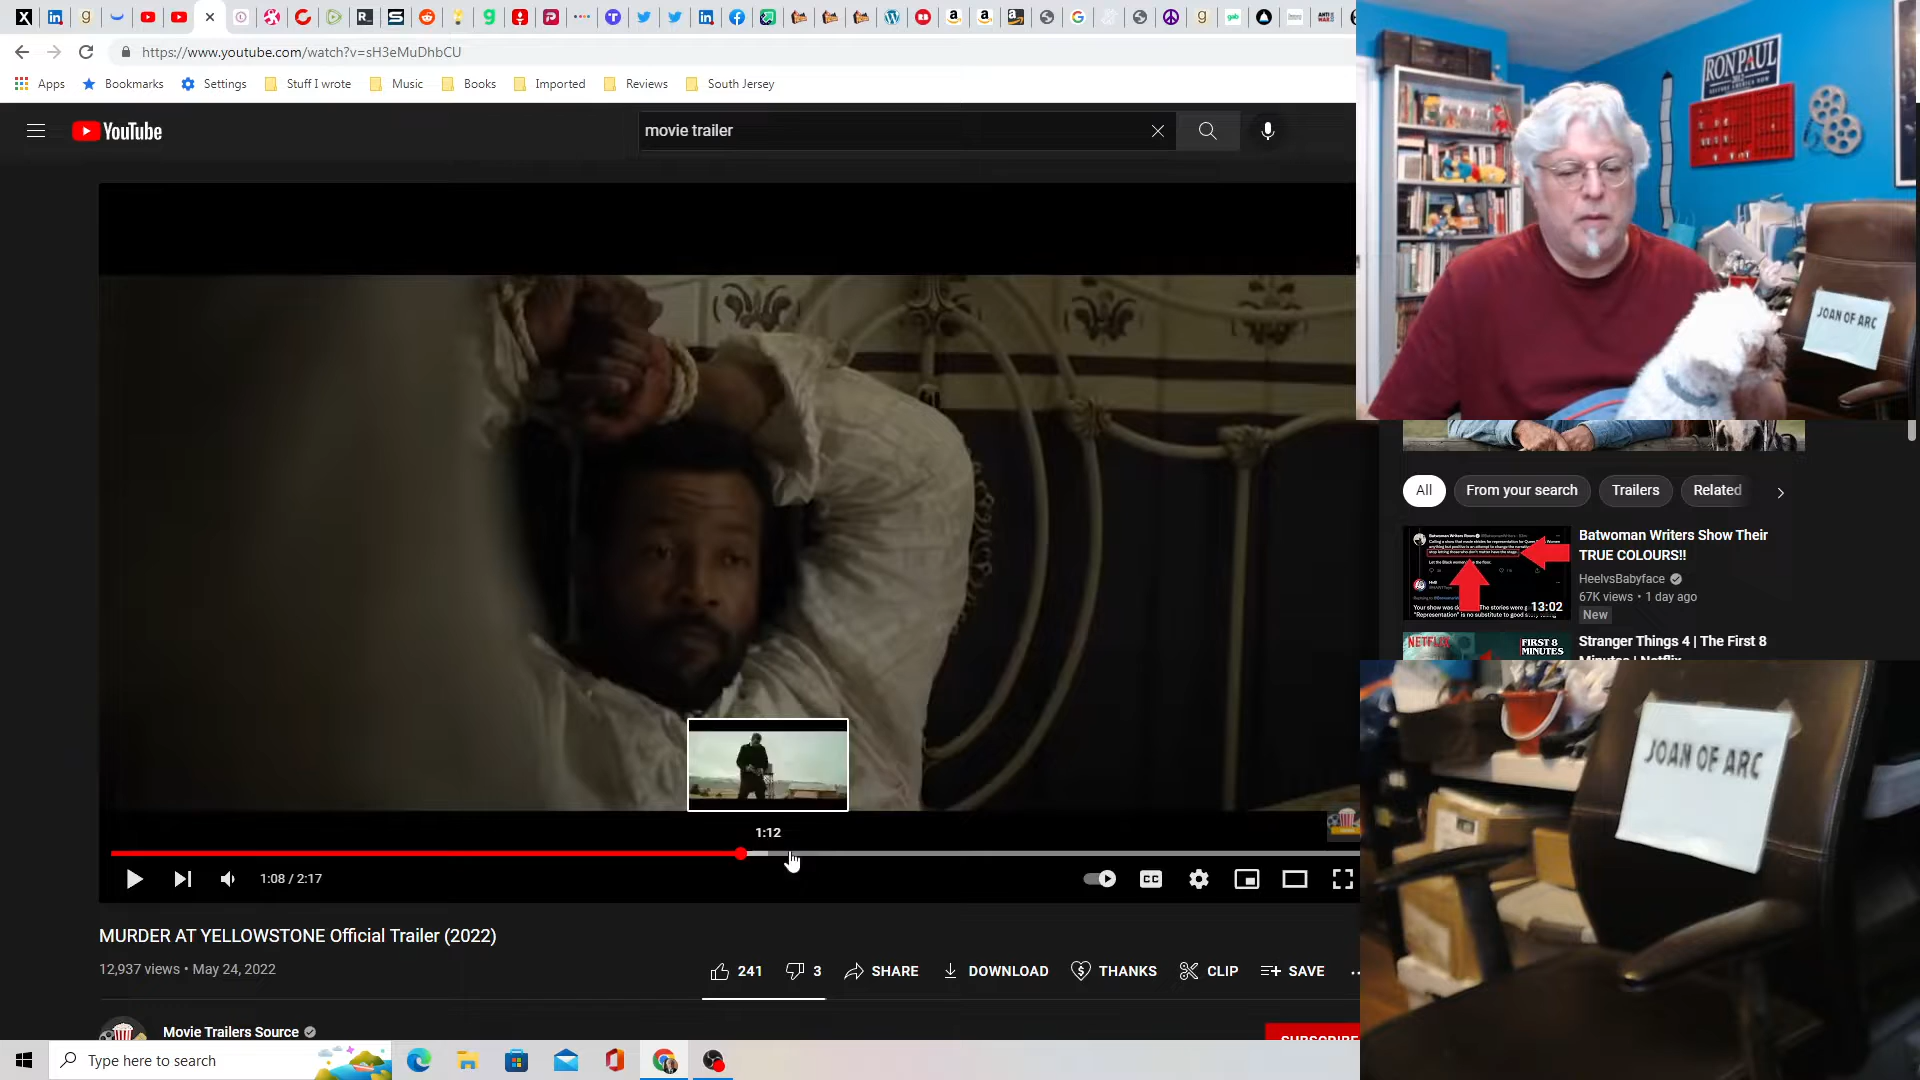 https://www.youtube.com/watch?v=sH3eMuDhbCU
Apps
Bookmarks
Settings
Stuff I wrote
Music
Books
Imported
Reviews
South Jersey
YouTube
movie trailer
RON PAUL
JOAN OF ARC
All
From your search
Trailers
Related
Batwoman Writers Show Their
TRUE COLOURS!!
HeelvsBabyface
67K views • 1 day ago
New
13:02
NETFLIX
FIRST 8
MINUTES
Stranger Things 4 | The First 8
Minutes | Netflix
JOAN OF ARC
1:12
1:08 / 2:17
CC
MURDER AT YELLOWSTONE Official Trailer (2022)
12,937 views • May 24, 2022
241
3
SHARE
DOWNLOAD
THANKS
CLIP
SAVE
Movie Trailers Source
SUBSCRIBE
Type here to search